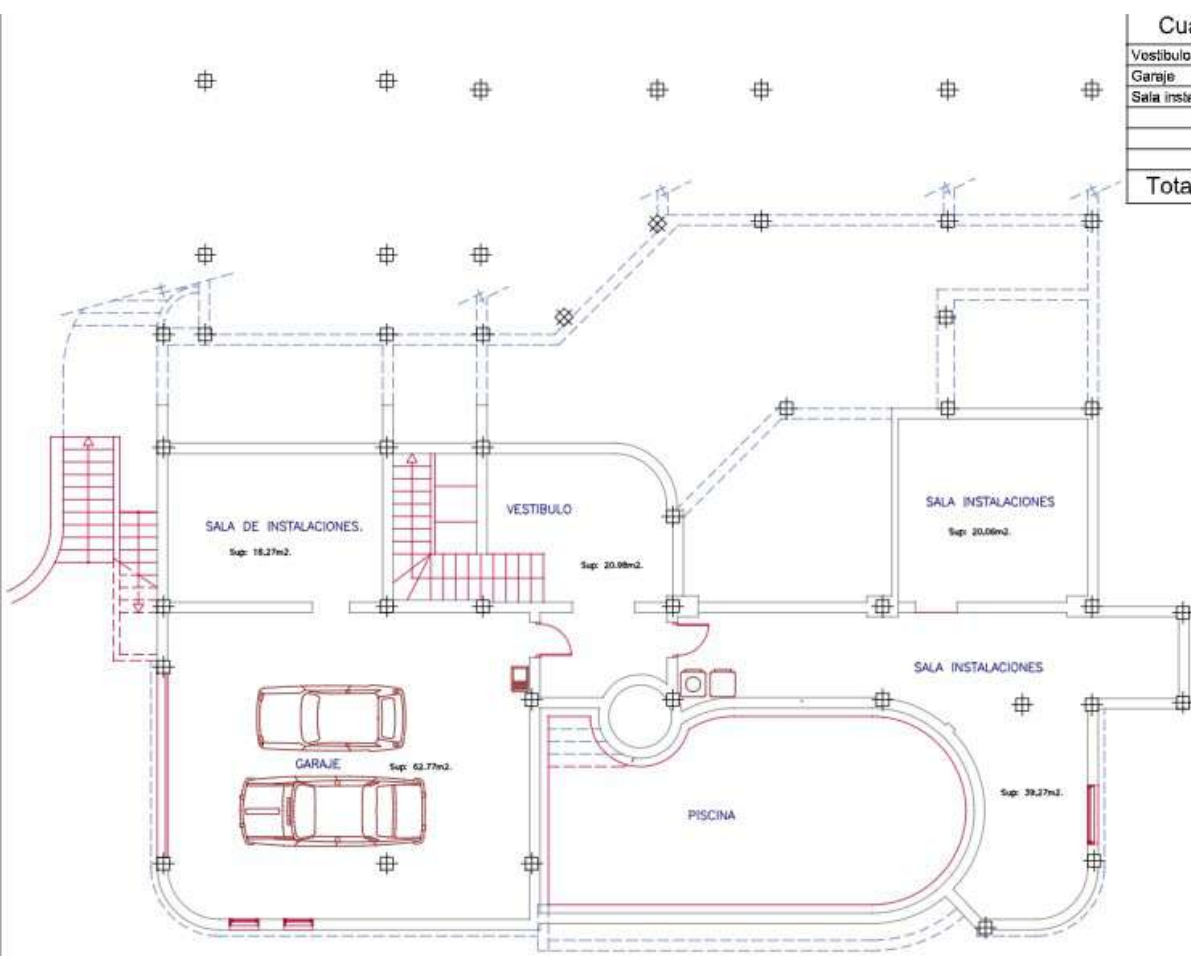 Cua
Vestibulo
Garaje
Sala insta
Tota
VESTIBULO
SALA INSTALACIONES
SALA DE INSTALACIONES.
Sup: 20,06m2.
Sup: 18,27m2.
Sup: 20.98m2.
SALA INSTALACIONES
GARAJE
Sup: 62.77m2.
Sup: 39,27m2.
PISCINA